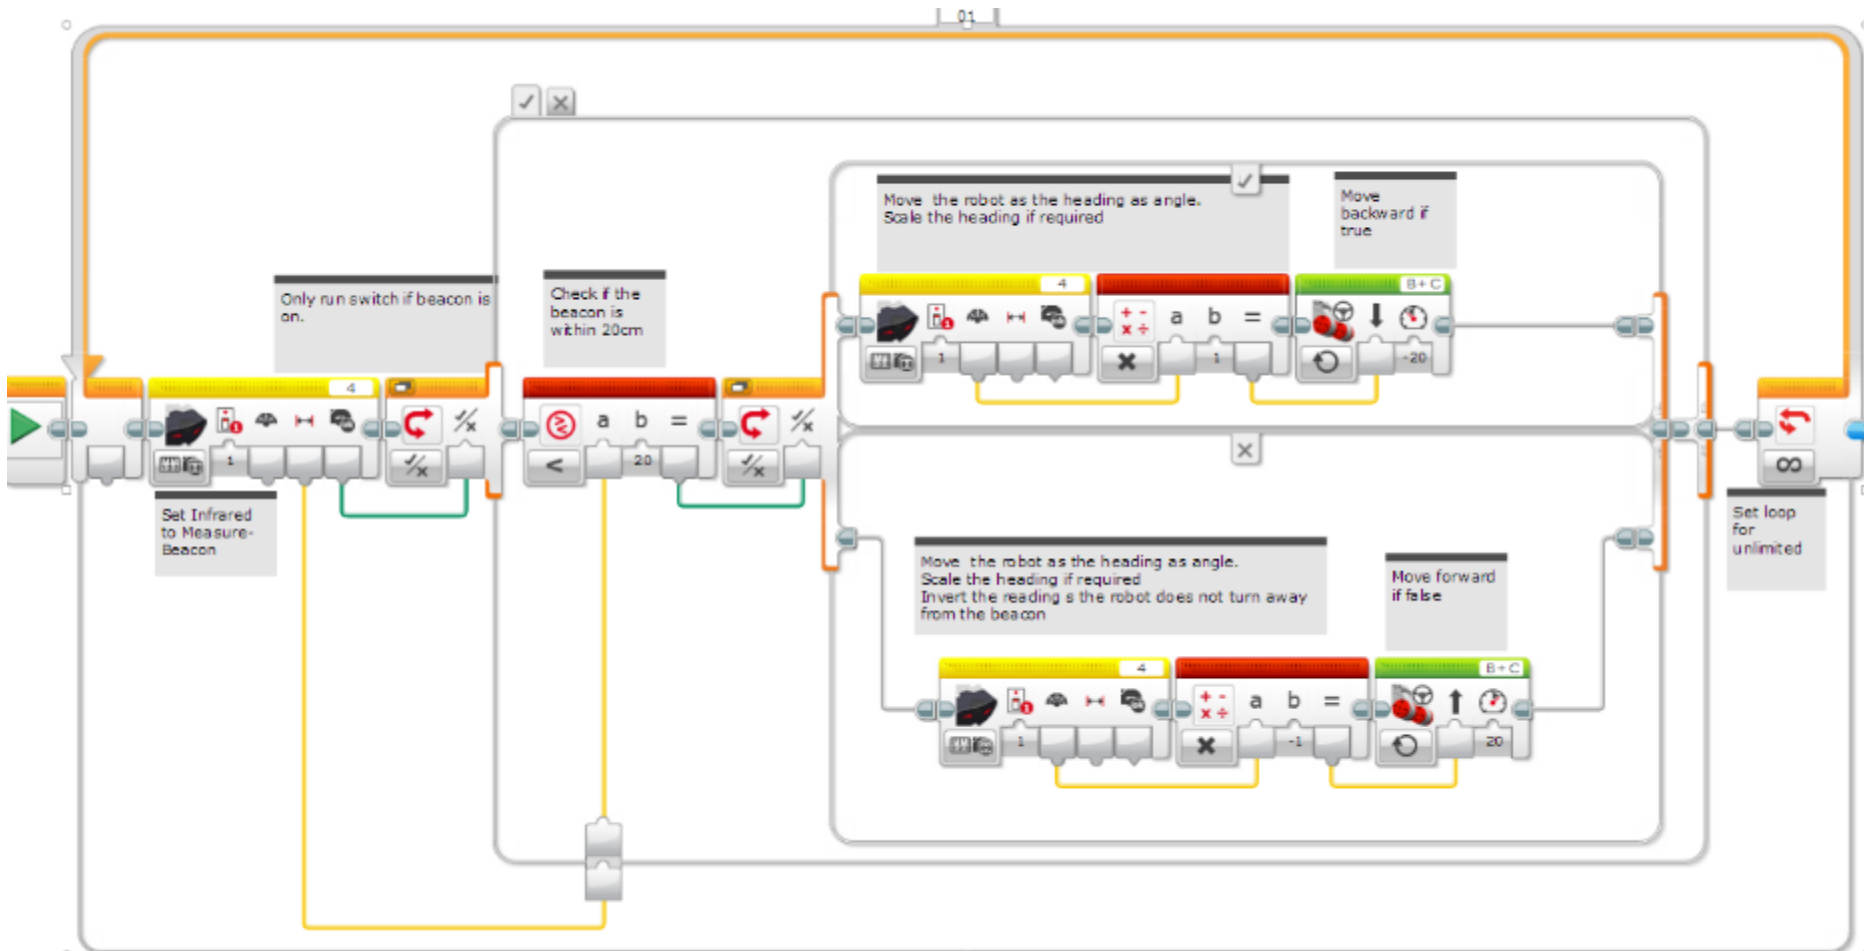 01
Move the robot as the heading as angle.
Scale the heading if required
Move
backward if
true
Only run switch if beacon is
on.
Check if the
beacon is
within 20cm
4
B+C
a b =
1
1
-20
4
a b =
1
<
20
Set Infrared
to Measure-
Beacon
Set loop
for
unlimited
Move the robot as the heading as angle.
Scale the heading if required
Invert the reading s the robot does not turn away
from the beacon
Move forward
if false
4
B+C
a b =
1
-1
20